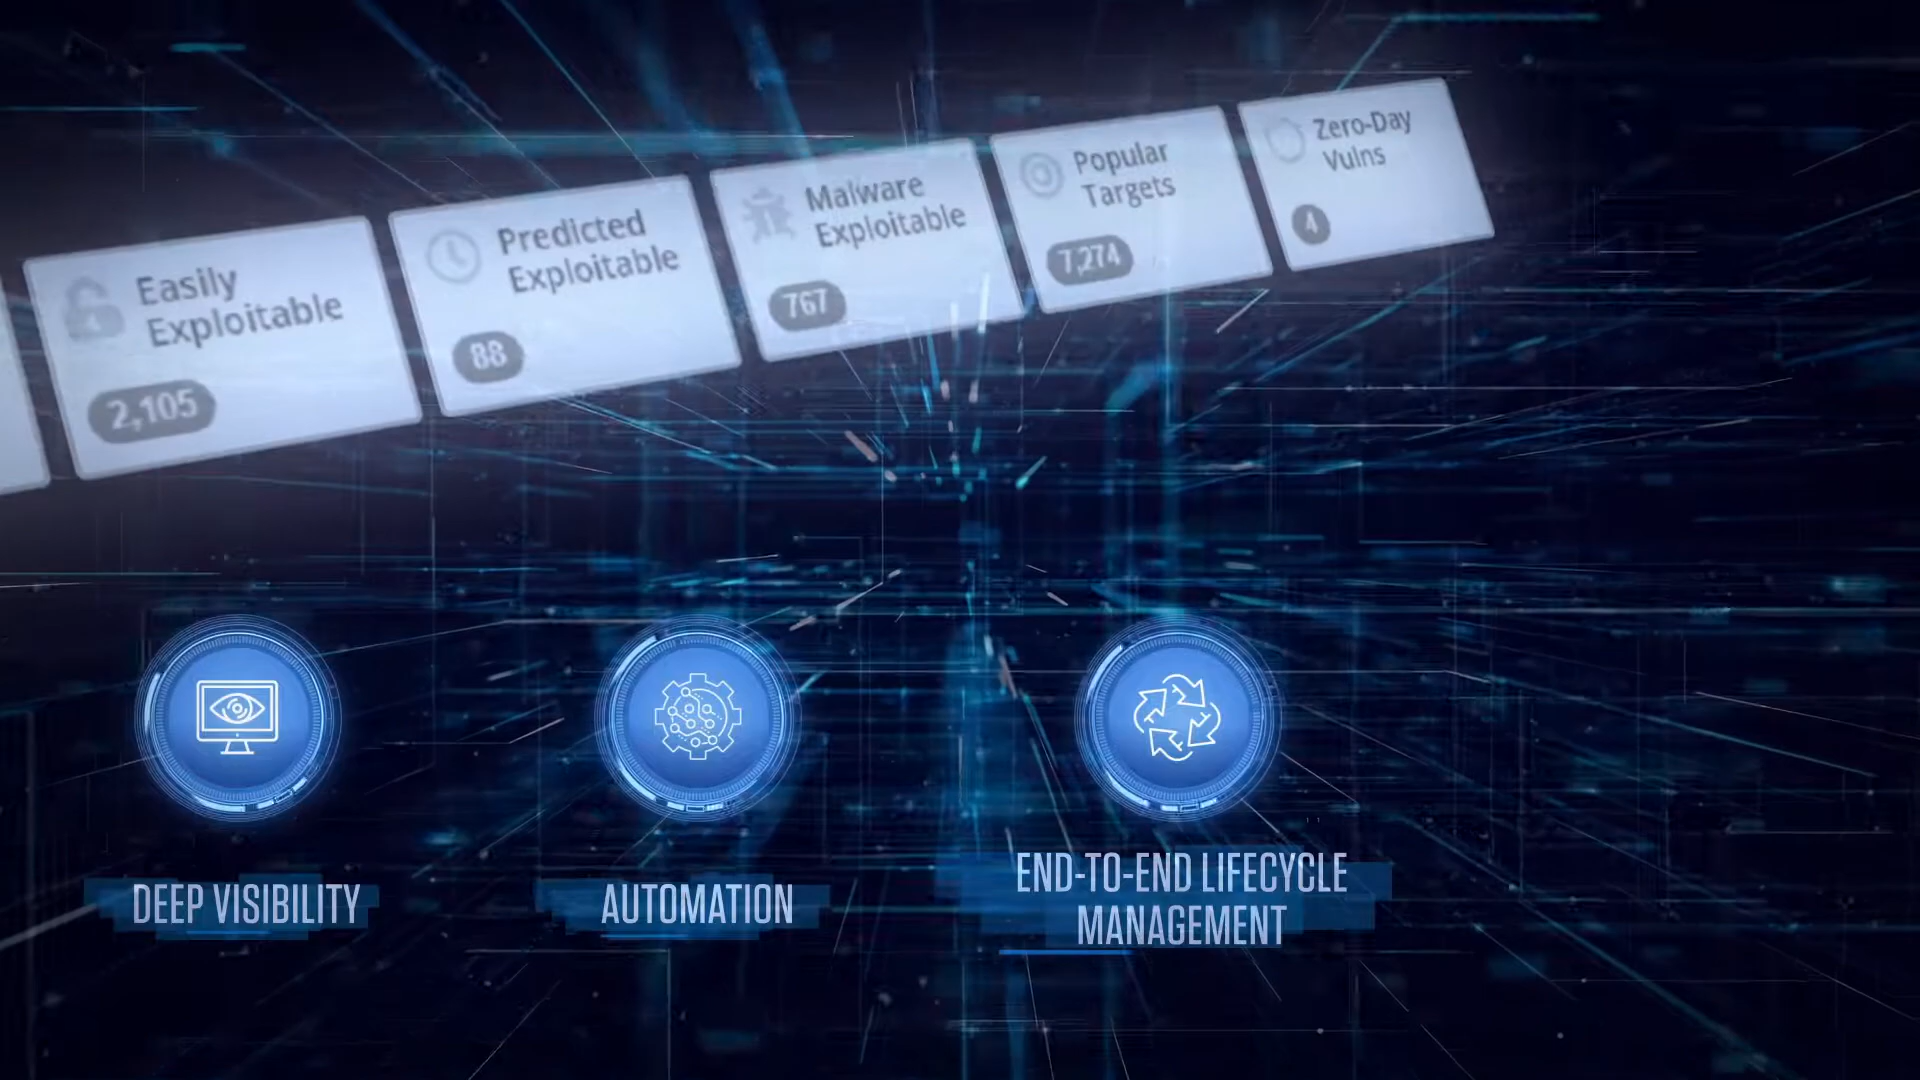 Easily
Exploitable
2,105
Predicted
Exploitable
88
Malware
Exploitable
767
Popular
Targets
7,274
Zero-Day
Vulns
4
DEEP VISIBILITY
AUTOMATION
END-TO-END LIFECYCLE
MANAGEMENT